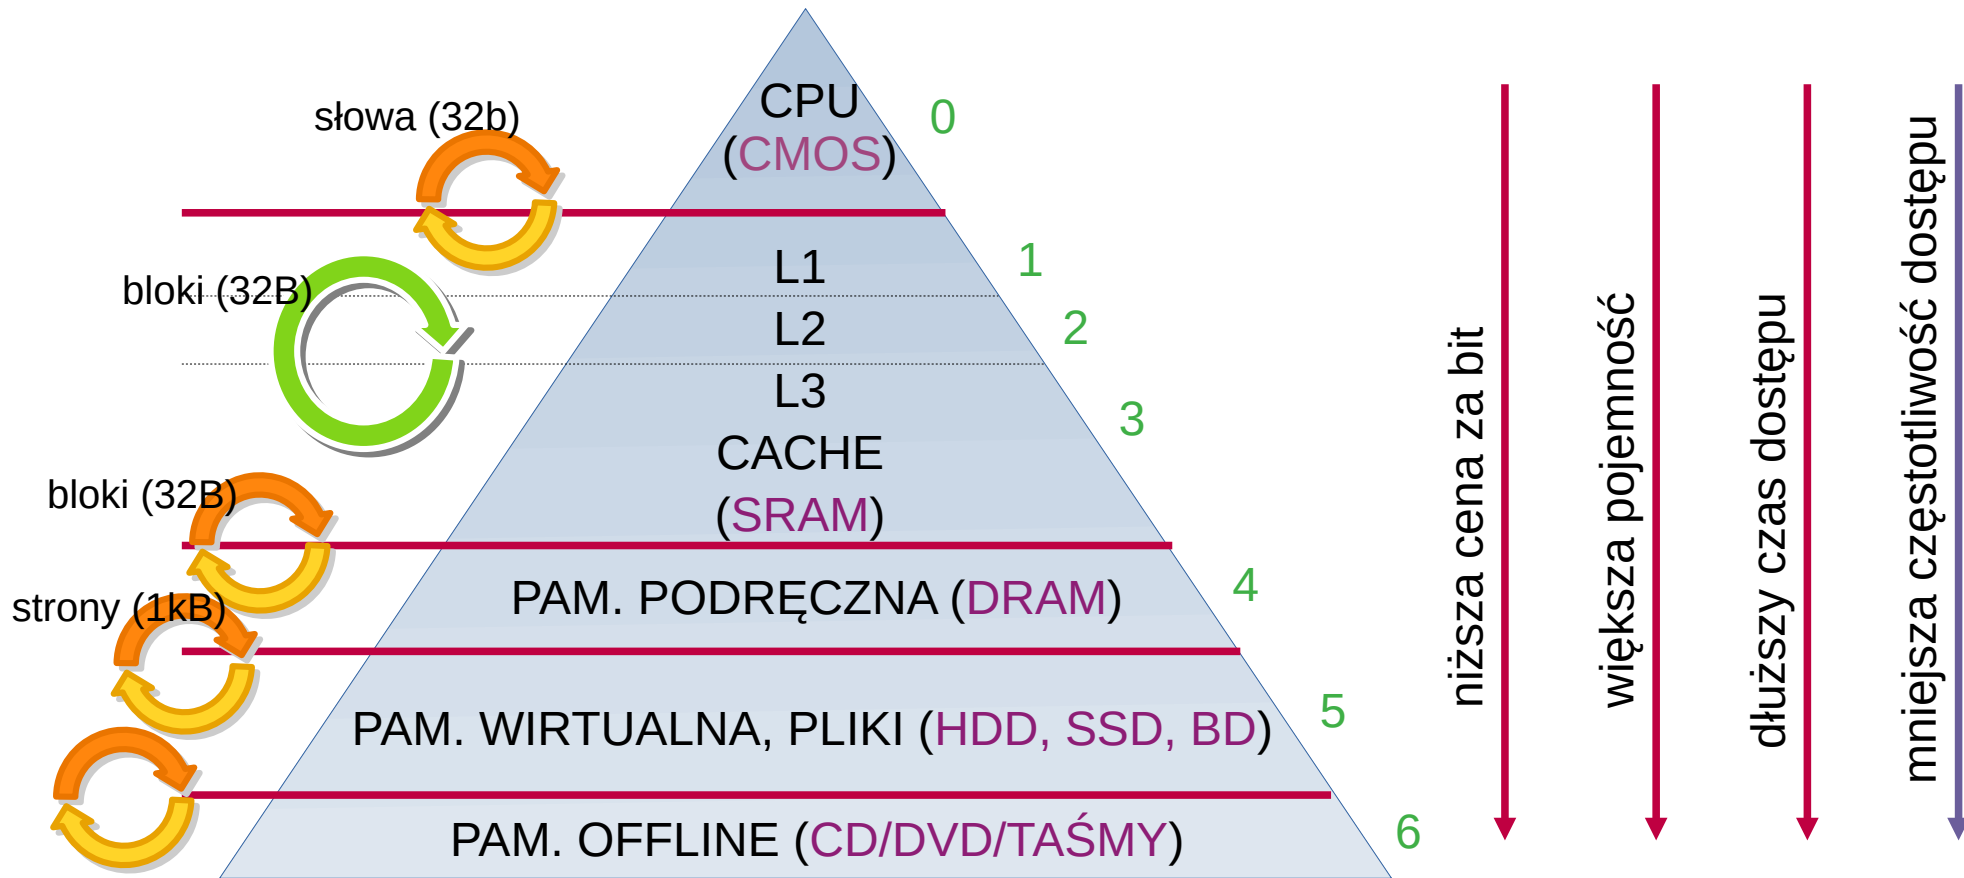 CPU
(CMOS)
0
słowa (32b)
L1
1
bloki (32B)
L2
2
L3
3
CACHE
(SRAM)
bloki (32B)
PAM. PODRĘCZNA (DRAM)
4
strony (1kB)
PAM. WIRTUALNA, PLIKI (HDD, SSD, BD)
5
PAM. OFFLINE (CD/DVD/TAŚMY)
6
niższa cena za bit
większa pojemność
dłuższy czas dostępu
mniejsza częstotliwość dostępu